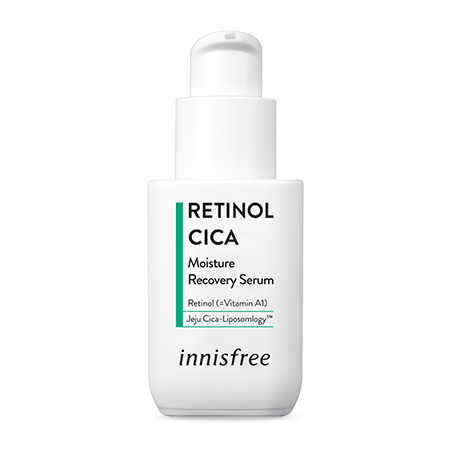 RETINOL
CICA
Moisture
Recovery Serum
Retinol (=Vitamin A1)
Jeju Cica-Liposomlogy™
innisfree